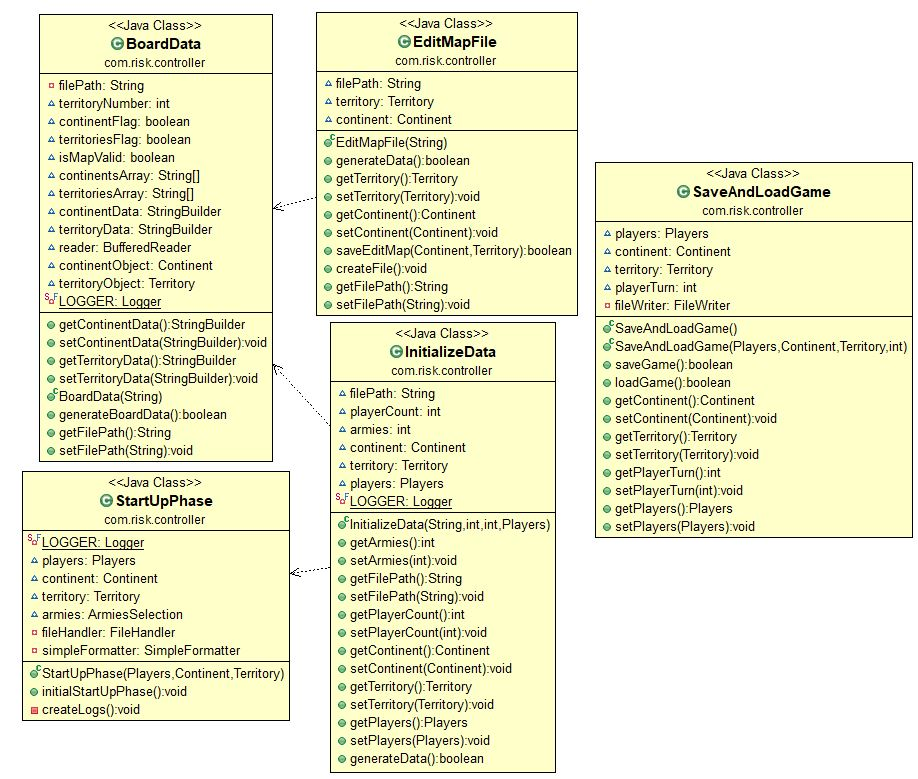 <<Java Class>>
BoardData
com.risk.controller
filePath: String
territoryNumber: int
continentFlag: boolean
territoriesFlag: boolean
isMapValid: boolean
continentsArray: String[]
territoriesArray: String[]
continentData: StringBuilder
territoryData: StringBuilder
reader: BufferedReader
continentObject: Continent
territoryObject: Territory
LOGGER: Logger
getContinentData():StringBuilder
setContinentData(StringBuilder):void
getTerritoryData():StringBuilder
setTerritoryData(StringBuilder):void
BoardData(String)
generateBoardData():boolean
getFilePath():String
setFilePath(String):void
<<Java Class>>
EditMapFile
com.risk.controller
filePath: String
territory: Territory
continent: Continent
EditMapFile(String)
generateData():boolean
getTerritory():Territory
setTerritory(Territory):void
getContinent():Continent
setContinent(Continent):void
saveEditMap(Continent,Territory):boolean
createFile():void
getFilePath():String
setFilePath(String):void
<<Java Class>>
SaveAndLoadGame
com.risk.controller
players: Players
continent: Continent
territory: Territory
playerTurn: int
fileWriter: FileWriter
SaveAndLoadGame()
SaveAndLoadGame(Players,Continent,Territory,int)
saveGame():boolean
loadGame():boolean
getContinent():Continent
setContinent(Continent):void
getTerritory():Territory
setTerritory(Territory):void
getPlayerTurn():int
setPlayerTurn(int):void
getPlayers():Players
setPlayers(Players):void
<<Java Class>>
InitializeData
com.risk.controller
filePath: String
playerCount: int
armies: int
continent: Continent
territory: Territory
players: Players
LOGGER: Logger
InitializeData(String,int,int,Players)
getArmies():int
setArmies(int):void
getFilePath():String
setFilePath(String):void
getPlayerCount():int
setPlayerCount(int):void
getContinent():Continent
setContinent(Continent):void
getTerritory():Territory
setTerritory(Territory):void
getPlayers():Players
setPlayers(Players):void
generateData():boolean
<<Java Class>>
StartUpPhase
com.risk.controller
LOGGER: Logger
players: Players
continent: Continent
territory: Territory
armies: ArmiesSelection
fileHandler: FileHandler
simpleFormatter: SimpleFormatter
StartUpPhase(Players,Continent,Territory)
initialStartUpPhase():void
createLogs():void